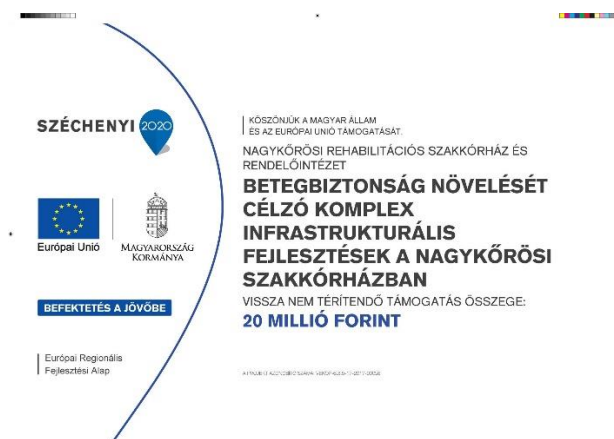 SZÉCHENYI 2020
Európai Unió
MAGYARORSZÁG
KORMÁNYA
BEFEKTETÉS A JÖVŐBE
Európai Regionális
Fejlesztési Alap
KÖSZÖNJÜK A MAGYAR ÁLLAM
ÉS AZ EURÓPAI UNIÓ TÁMOGATÁSÁT.
NAGYKŐRÖSI REHABILITÁCIÓS SZAKKÓRHÁZ ÉS
RENDELŐINTÉZET
BETEGBIZTONSÁG NÖVELÉSÉT
CÉLZÓ KOMPLEX
INFRASTRUKTURÁLIS
FEJLESZTÉSEK A NAGYKŐRÖSI
SZAKKÓRHÁZBAN
VISSZA NEM TÉRÍTENDŐ TÁMOGATÁS ÖSSZEGE:
20 MILLIÓ FORINT